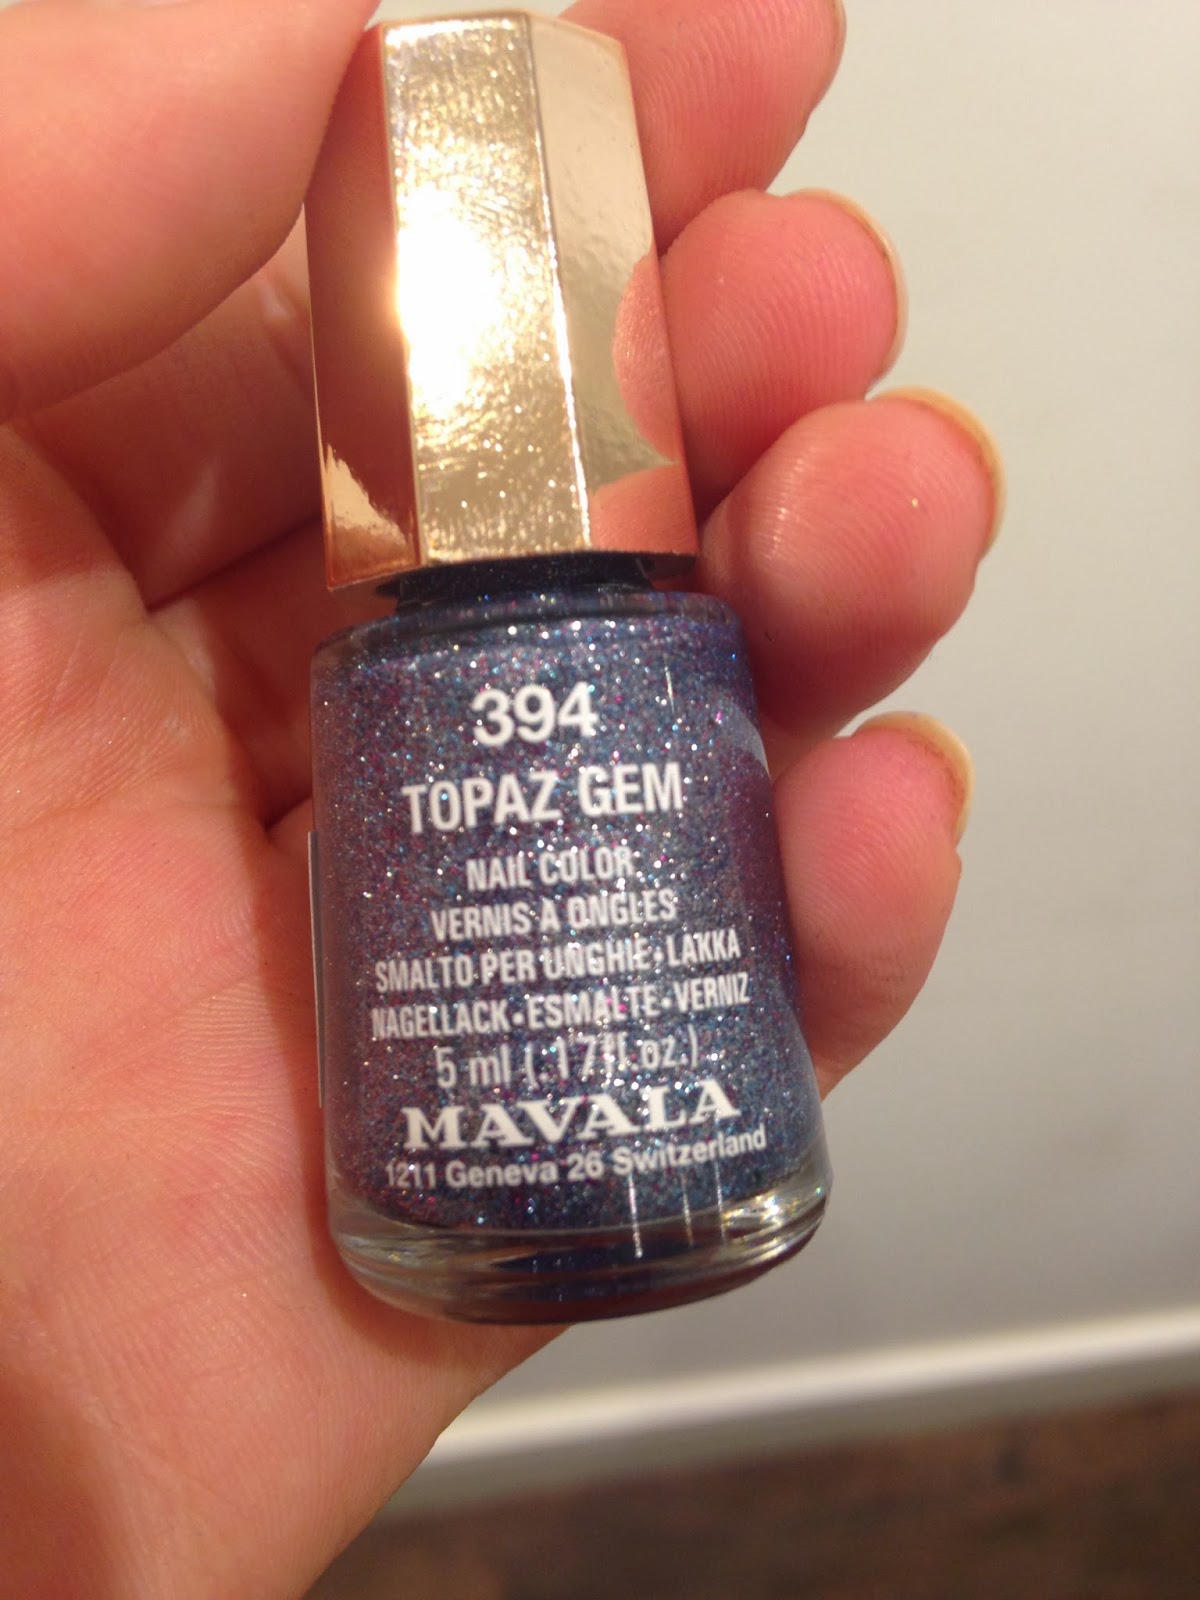 394
TOPAZ GEM
NAIL COLOR
VERNIS A ONGLES
SMALTO PER UNGHIE • LAKKA
NAGELLACK • ESMALTE • VERNIZ
5 ml (.17 fl. oz.)
MAVALA
1211 Geneva 26 Switzerland